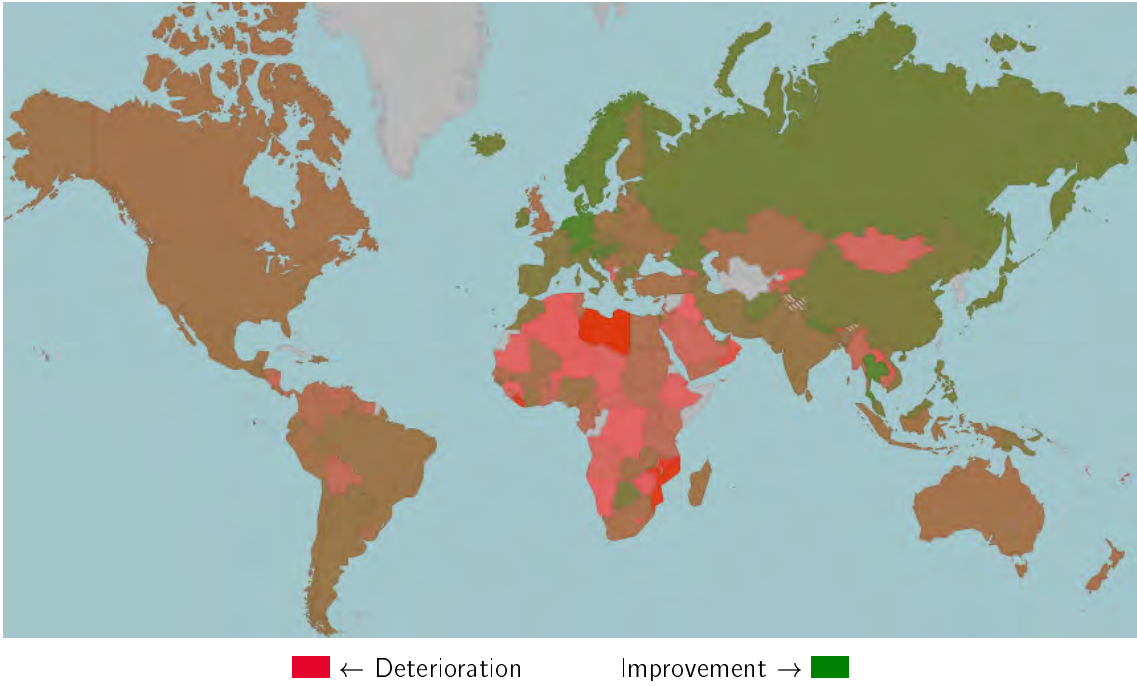 ← Deterioration Improvement →